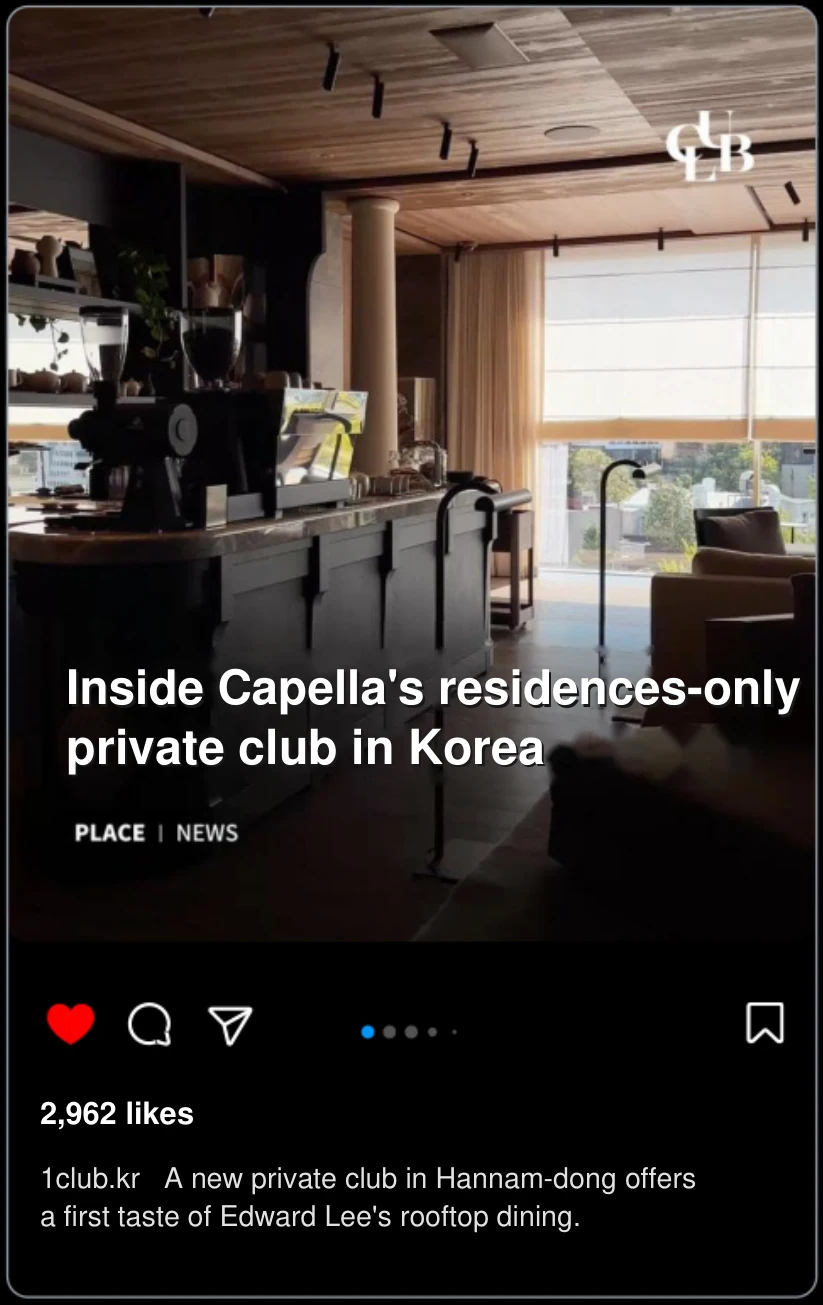 CLUB
Inside Capella's residences-only
private club in Korea
PLACE | NEWS
2,962 likes
1club.kr A new private club in Hannam-dong offers
a first taste of Edward Lee's rooftop dining.